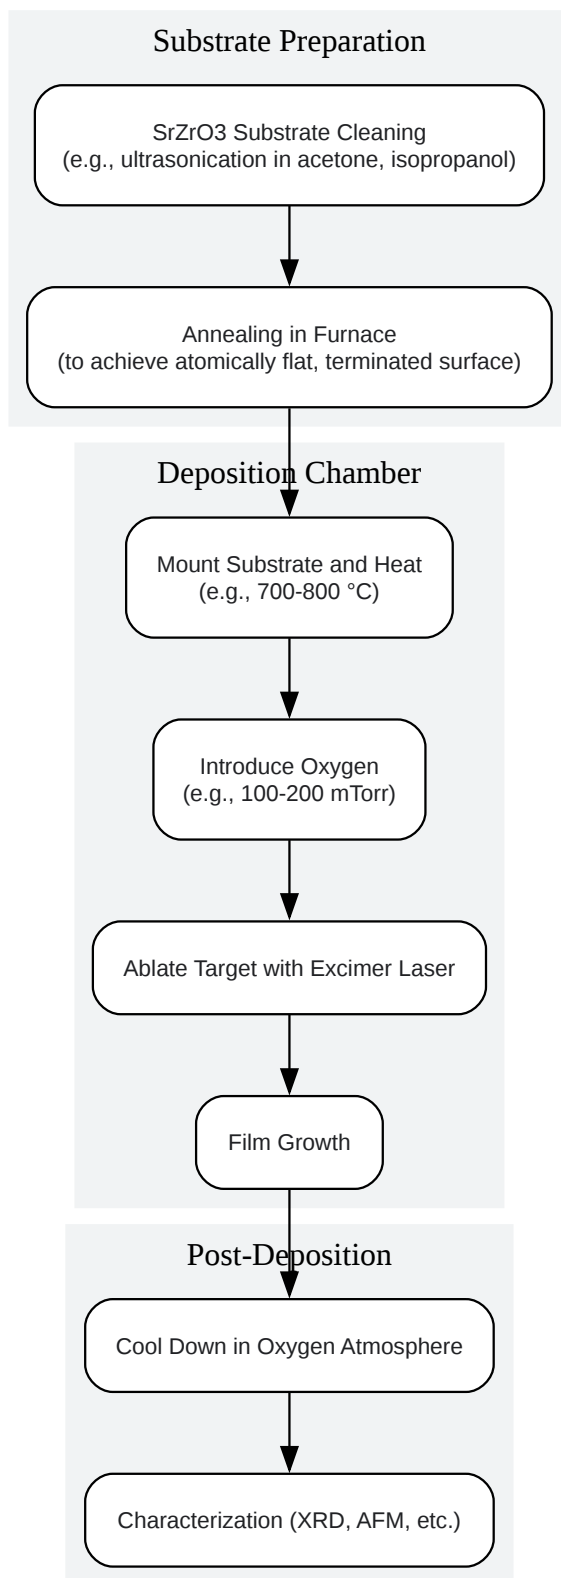 Substrate Preparation
SrZrO3 Substrate Cleaning
(e.g., ultrasonication in acetone, isopropanol)
Annealing in Furnace
(to achieve atomically flat, terminated surface)
Deposition Chamber
Mount Substrate and Heat
(e.g., 700-800 °C)
Introduce Oxygen
(e.g., 100-200 mTorr)
Ablate Target with Excimer Laser
Film Growth
Post-Deposition
Cool Down in Oxygen Atmosphere
Characterization (XRD, AFM, etc.)